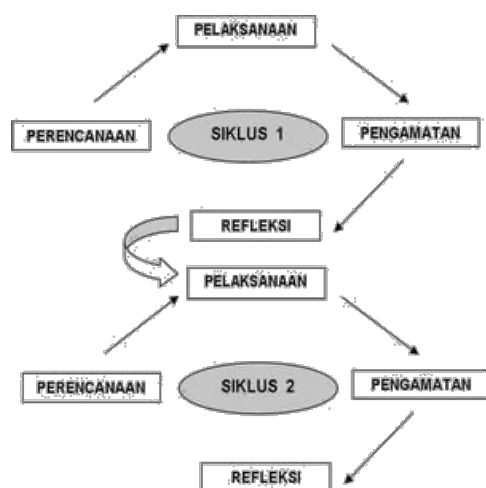 PELAKSANAAN
PERENCANAAN
SIKLUS 1
PENGAMATAN
REFLEKSI
PELAKSANAAN
PERENCANAAN
SIKLUS 2
PENGAMATAN
REFLEKSI